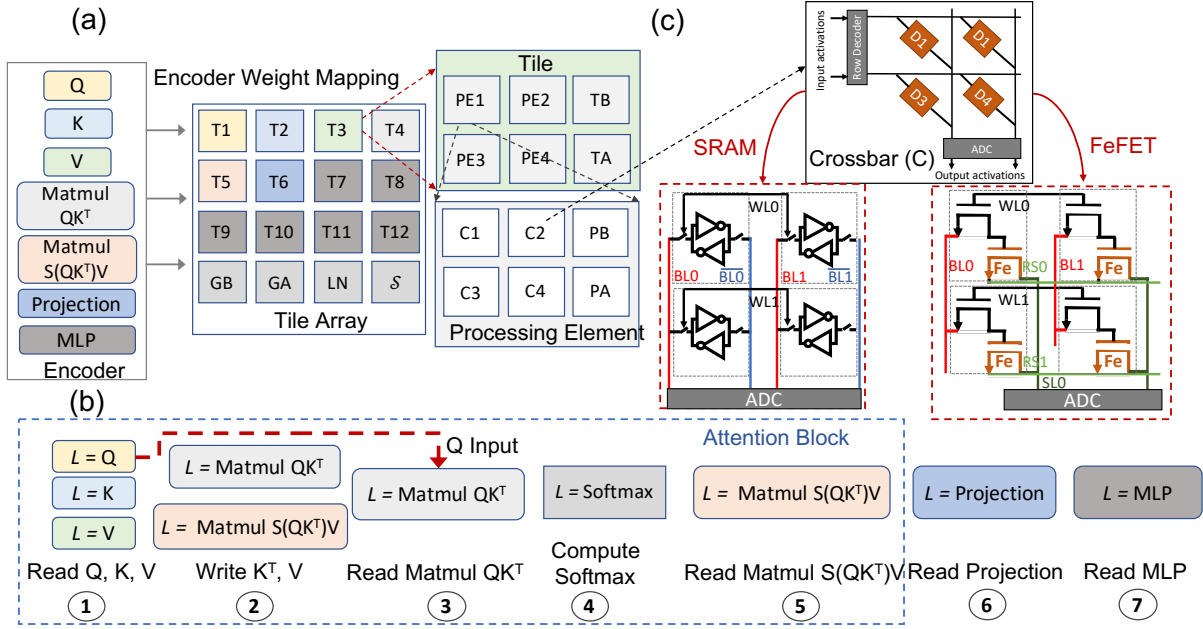 (a)
Q
K
V
Matmul
QKᵀ
Matmul
S(QKᵀ)V
Projection
MLP
Encoder
Encoder Weight Mapping
T1 T2 T3 T4
T5 T6 T7 T8
T9 T10 T11 T12
GB GA LN 𝒮
Tile Array
Tile
PE1 PE2 TB
PE3 PE4 TA
C1 C2 PB
C3 C4 PA
Processing Element
(c)
Input activations
Row Decoder
D1 D1
D3 D4
ADC
Crossbar (C)
Output activations
SRAM
FeFET
WL0
BL0 BL0 BL1 BL1
WL1
ADC
WL0
BL0 Fe RS0 BL1 Fe
WL1
Fe RS1 Fe
SL0
ADC
(b)
Attention Block
L = Q
L = K
L = V
Q Input
L = Matmul QKᵀ
L = Matmul S(QKᵀ)V
L = Matmul QKᵀ
L = Softmax
L = Matmul S(QKᵀ)V
L = Projection
L = MLP
Read Q, K, V
1
Write Kᵀ, V
2
Read Matmul QKᵀ
3
Compute
Softmax
4
Read Matmul S(QKᵀ)V
5
Read Projection
6
Read MLP
7